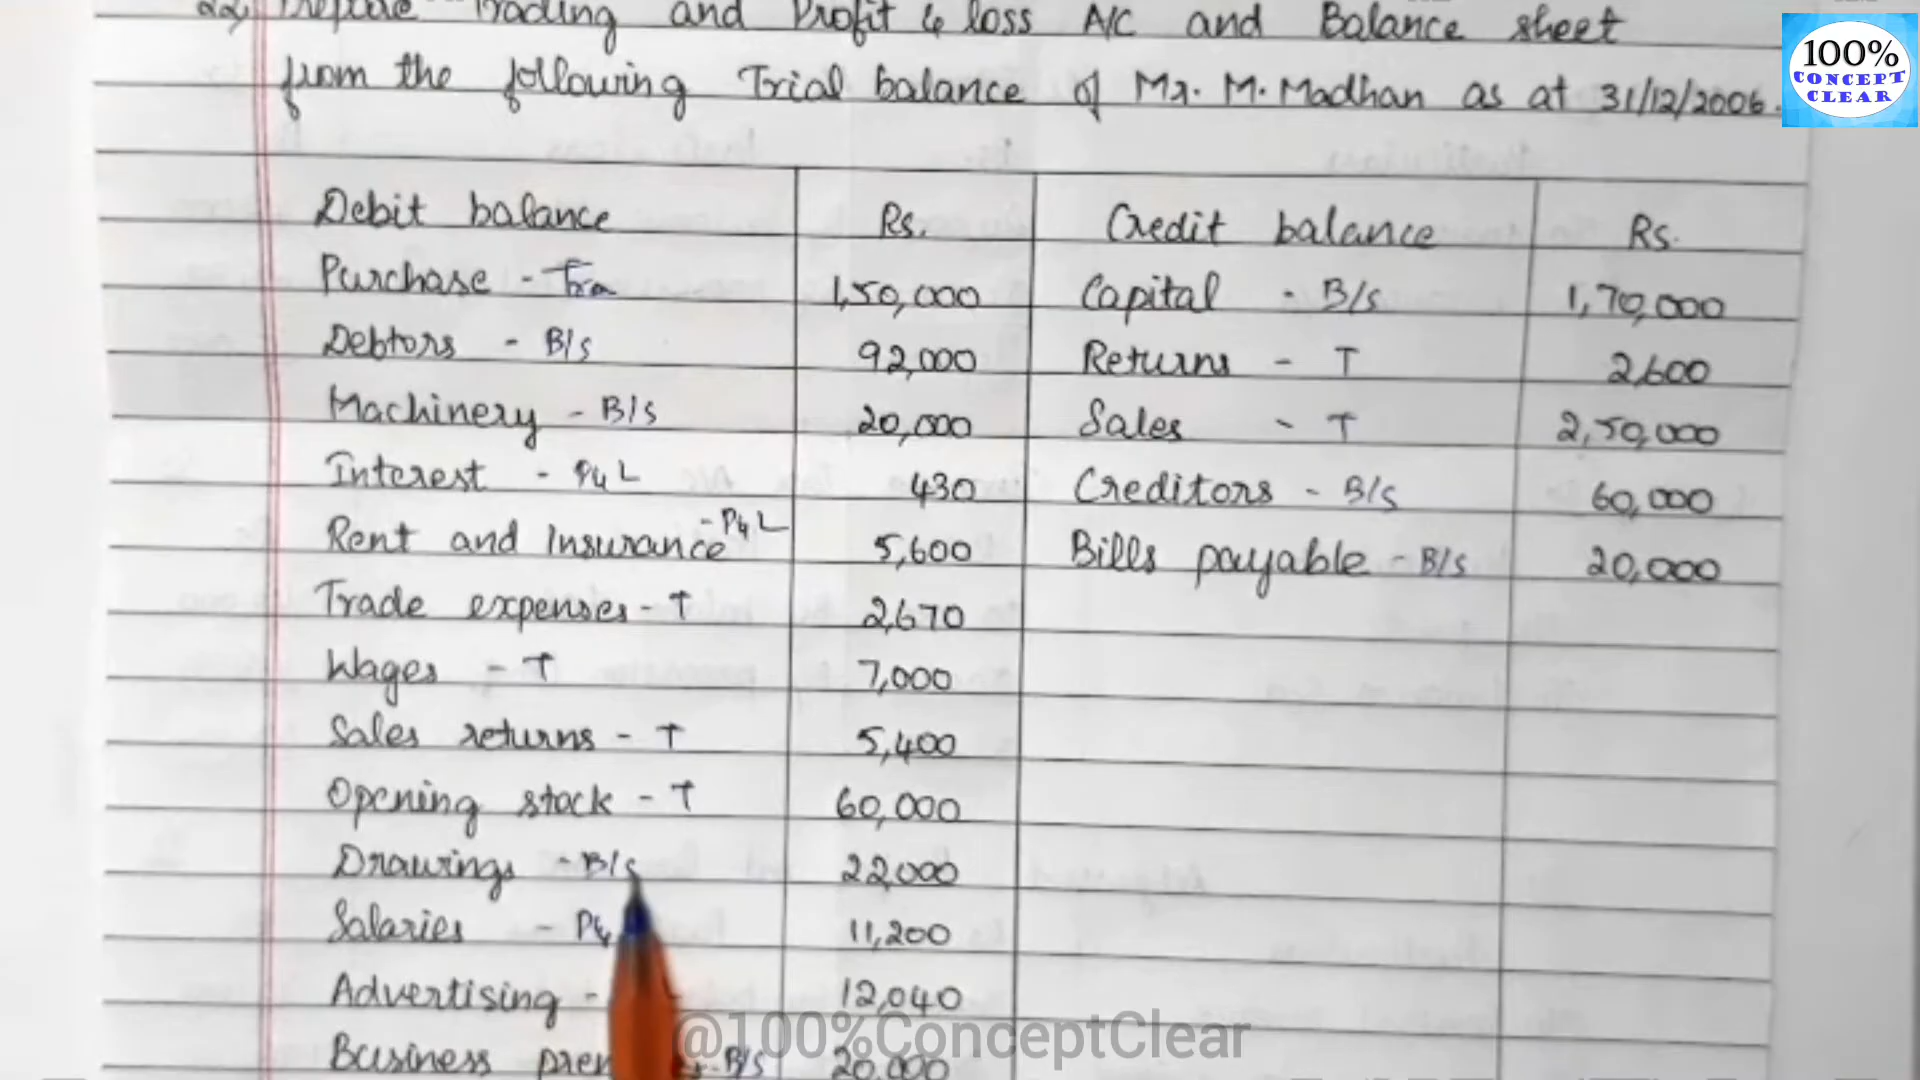 22) Prepare Trading and Profit & loss A/C and Balance sheet
from the following Trial balance of Mr. M. Madhan as at 31/12/2006.
100%
CONCEPT
CLEAR
Debit balance Rs. Credit balance Rs.
Purchase - Tra 1,50,000 Capital - B/S 1,70,000
Debtors - B/S 92,000 Returns - T 2,600
Machinery - B/S 20,000 Sales - T 2,50,000
Interest - P&L 430 Creditors - B/S 60,000
Rent and Insurance - P&L 5,600 Bills payable - B/S 20,000
Trade expenses - T 2,670
Wages - T 7,000
Sales returns - T 5,400
Opening stock - T 60,000
Drawings - B/S 22,000
Salaries - P& 11,200
Advertising - 12,040
Business - B/S 20,000
@100%ConceptClear